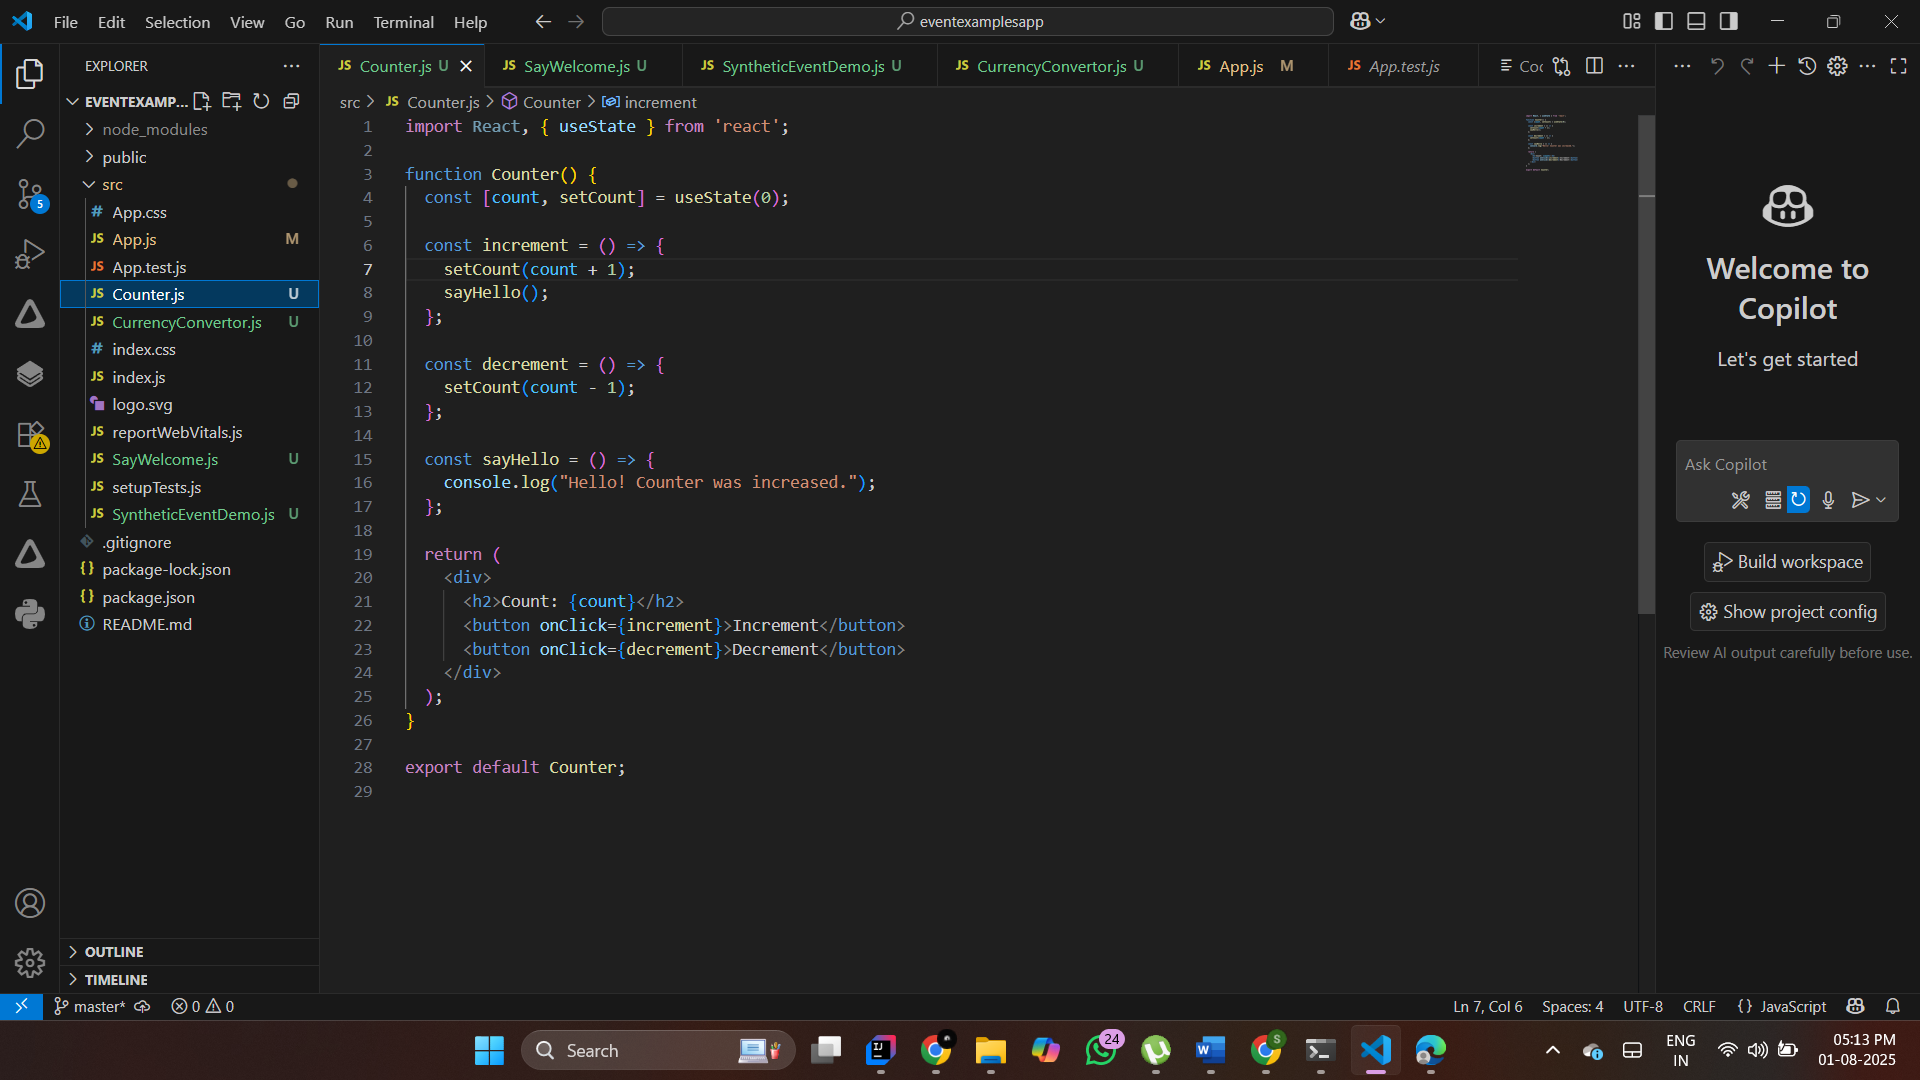 File Edit Selection View Go Run Terminal Help
eventexamplesapp
EXPLORER
EVENTEXAMP...
node_modules
public
src
App.css
App.js M
App.test.js
Counter.js U
CurrencyConvertor.js U
index.css
index.js
logo.svg
reportWebVitals.js
SayWelcome.js U
setupTests.js
SyntheticEventDemo.js U
.gitignore
package-lock.json
package.json
README.md
OUTLINE
TIMELINE
JS Counter.js U JS SayWelcome.js U JS SyntheticEventDemo.js U JS CurrencyConvertor.js U JS App.js M JS App.test.js
src > JS Counter.js > Counter > increment
1 import React, { useState } from 'react';
2
3 function Counter() {
4 const [count, setCount] = useState(0);
5
6 const increment = () => {
7 setCount(count + 1);
8 sayHello();
9 };
10
11 const decrement = () => {
12 setCount(count - 1);
13 };
14
15 const sayHello = () => {
16 console.log("Hello! Counter was increased.");
17 };
18
19 return (
20 <div>
21 <h2>Count: {count}</h2>
22 <button onClick={increment}>Increment</button>
23 <button onClick={decrement}>Decrement</button>
24 </div>
25 );
26 }
27
28 export default Counter;
29
Welcome to
Copilot
Let's get started
Ask Copilot
Build workspace
Show project config
Review AI output carefully before use.
master* 0 0
Ln 7, Col 6 Spaces: 4 UTF-8 CRLF {} JavaScript
Search
24
ENG
IN
05:13 PM
01-08-2025